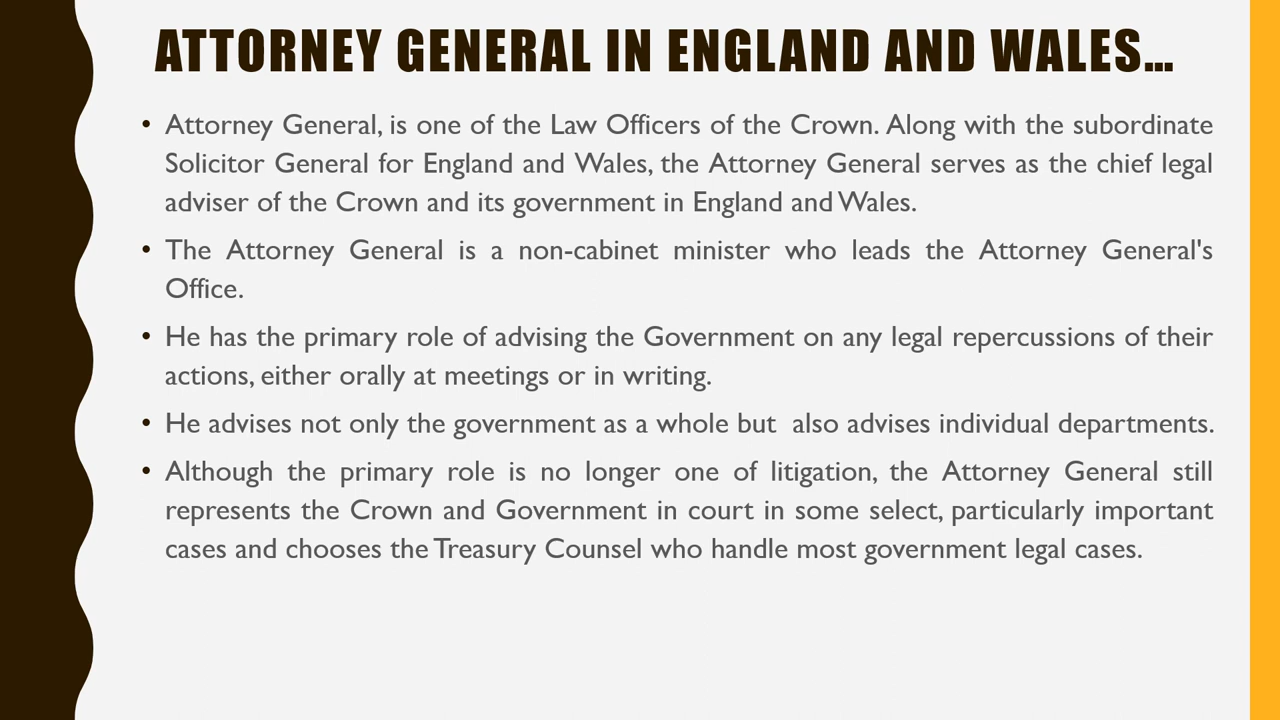 ATTORNEY GENERAL IN ENGLAND AND WALES...
• Attorney General, is one of the Law Officers of the Crown. Along with the subordinate
Solicitor General for England and Wales, the Attorney General serves as the chief legal
adviser of the Crown and its government in England and Wales.
• The Attorney General is a non-cabinet minister who leads the Attorney General's
Office.
• He has the primary role of advising the Government on any legal repercussions of their
actions, either orally at meetings or in writing.
• He advises not only the government as a whole but  also advises individual departments.
• Although the primary role is no longer one of litigation, the Attorney General still
represents the Crown and Government in court in some select, particularly important
cases and chooses the Treasury Counsel who handle most government legal cases.